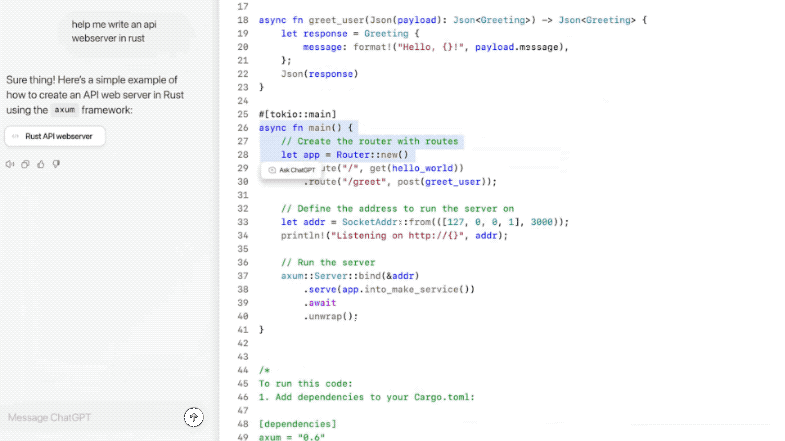 help me write an api
webserver in rust
Sure thing! Here's a simple example of
how to create an API web server in Rust
using the axum framework:
Rust API webserver
Message ChatGPT
17
18 async fn greet_user(Json(payload): Json<Greeting>) -> Json<Greeting> {
19     let response = Greeting {
20         message: format!("Hello, {}!", payload.message),
21     };
22     Json(response)
23 }
24
25 #[tokio::main]
26 async fn main() {
27     // Create the router with routes
28     let app = Router::new()
29 ute("/", get(hello_world))
Ask ChatGPT
30         .route("/greet", post(greet_user));
31
32     // Define the address to run the server on
33     let addr = SocketAddr::from(([127, 0, 0, 1], 3000));
34     println!("Listening on http://{}", addr);
35
36     // Run the server
37     axum::Server::bind(&addr)
38         .serve(app.into_make_service())
39         .await
40         .unwrap();
41 }
42
43
44 /*
45 To run this code:
46 1. Add dependencies to your Cargo.toml:
47
48 [dependencies]
49 axum = "0.6"